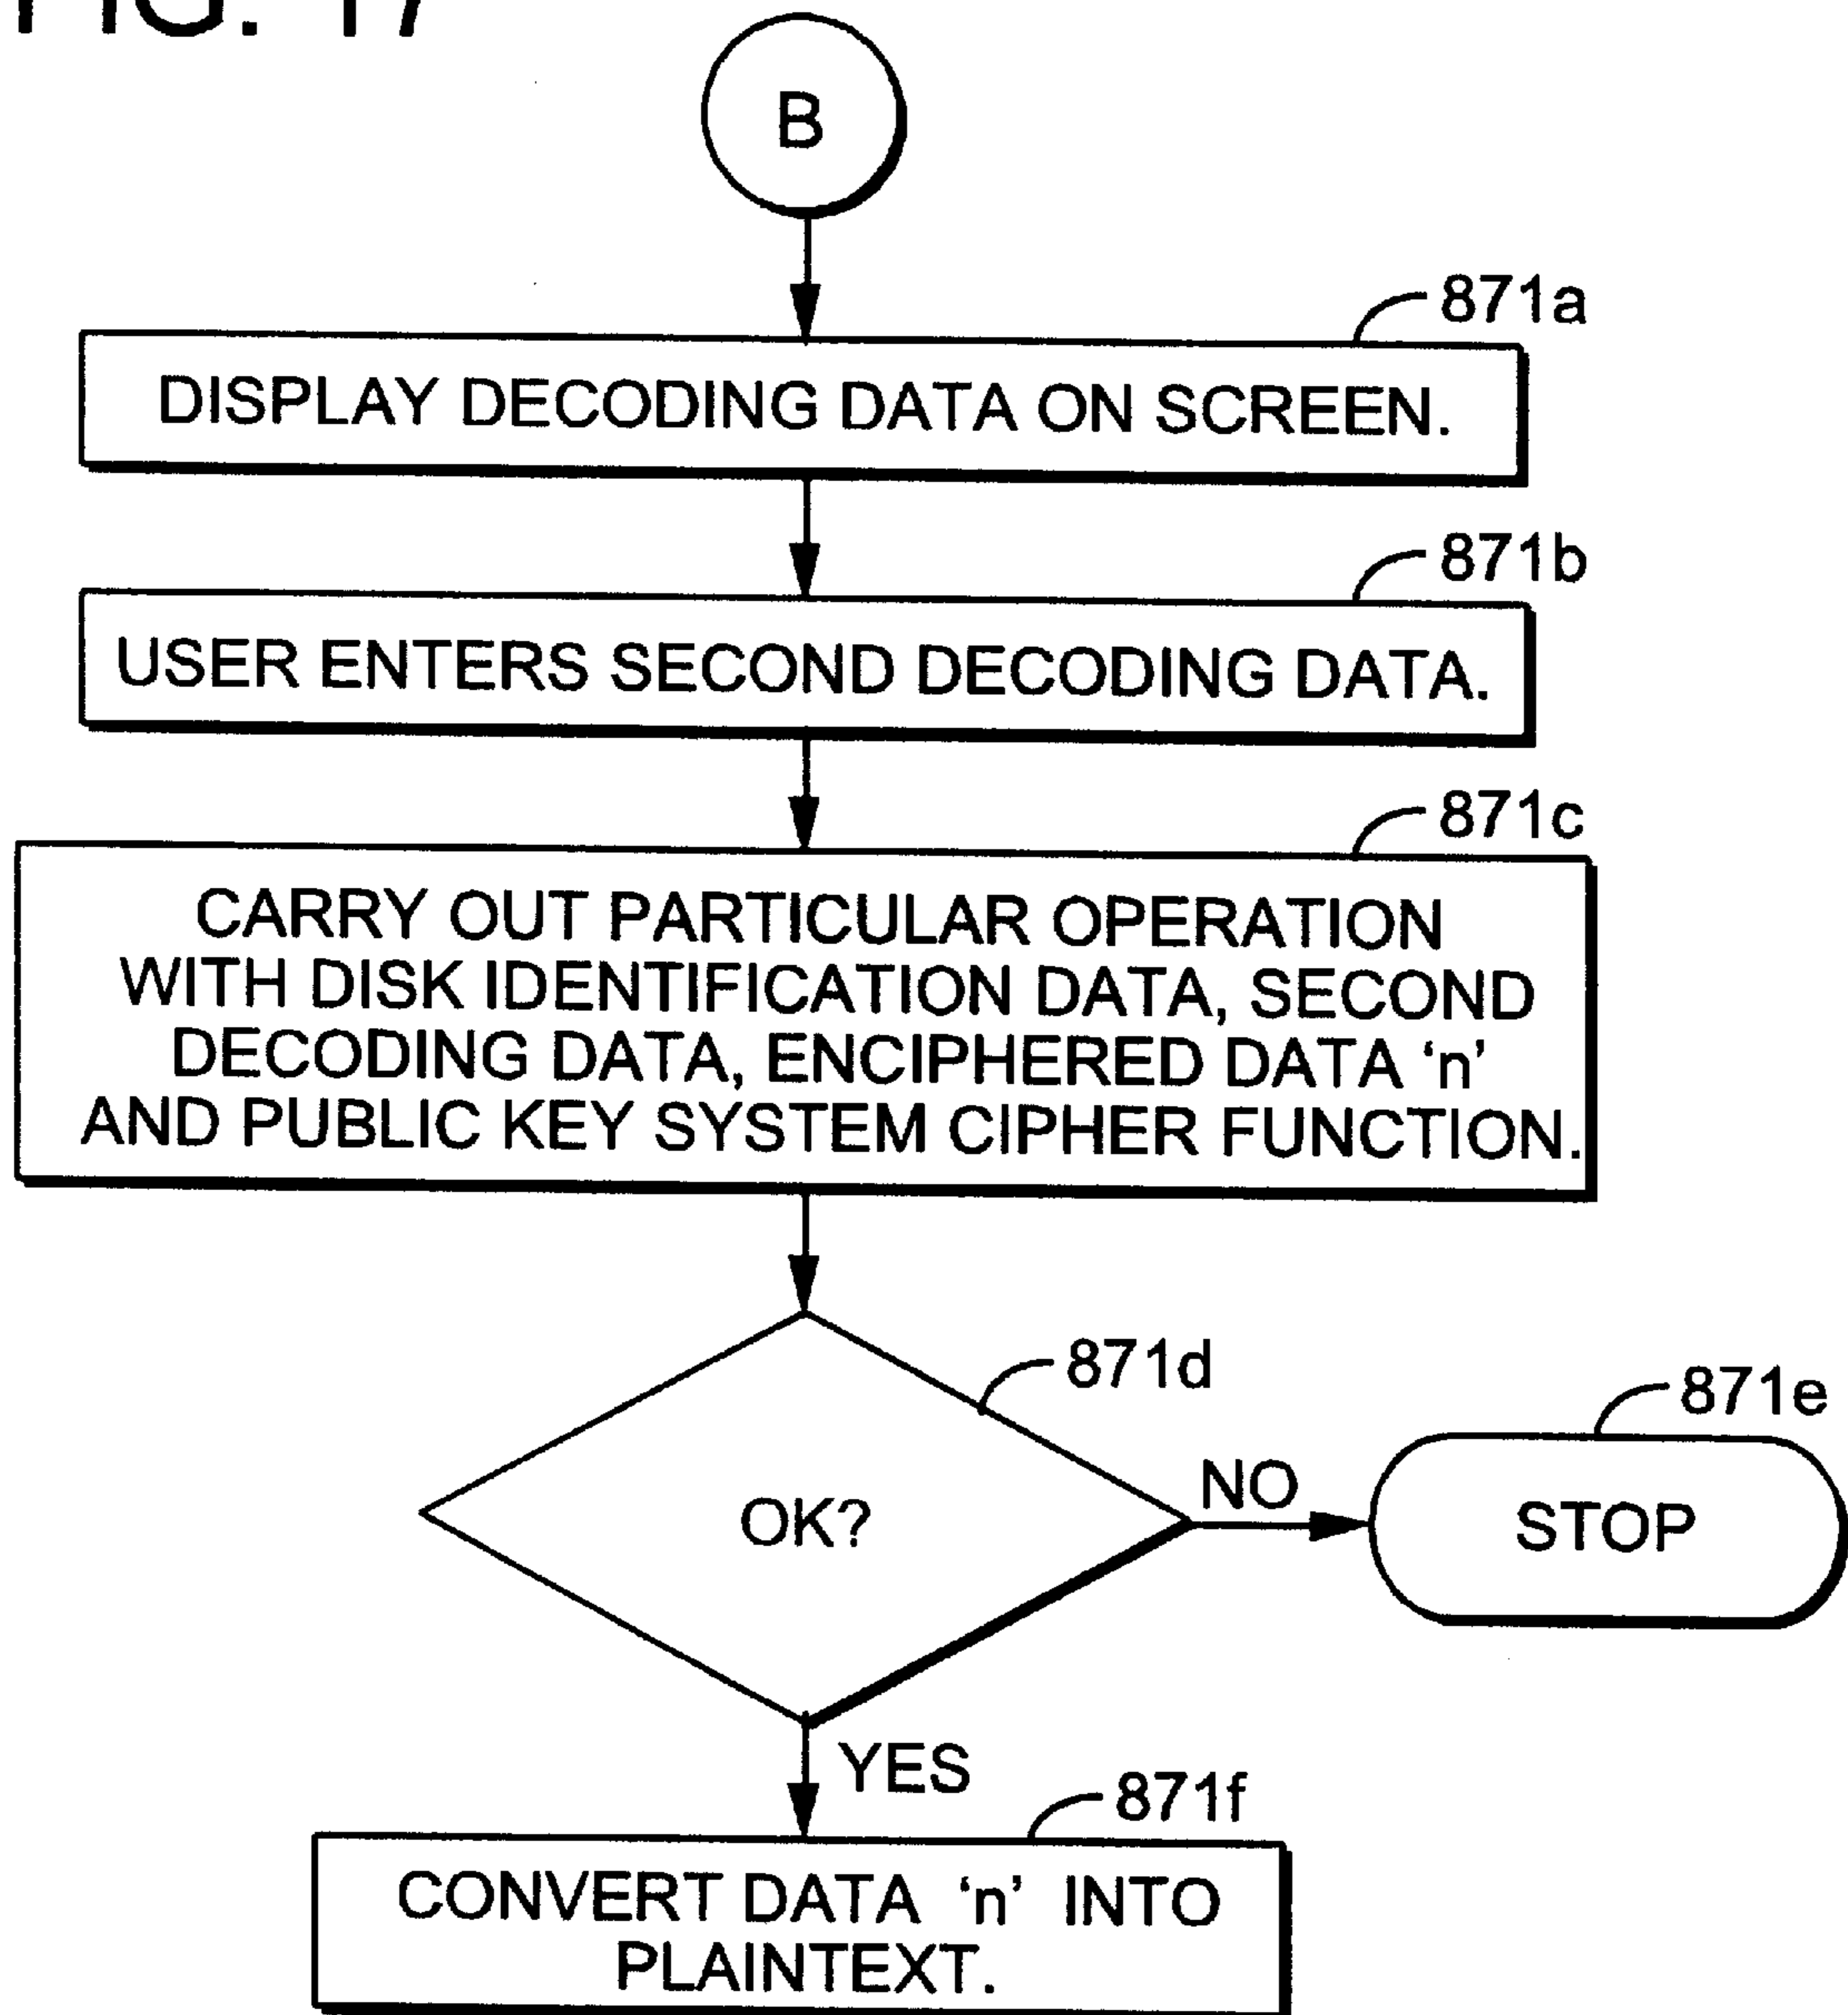 FIG. 17
B
871a
DISPLAY DECODING DATA ON SCREEN.
871b
USER ENTERS SECOND DECODING DATA.
871c
CARRY OUT PARTICULAR OPERATION
WITH DISK IDENTIFICATION DATA, SECOND
DECODING DATA, ENCIPHERED DATA ‘n’
AND PUBLIC KEY SYSTEM CIPHER FUNCTION.
871d
871e
OK?
NO
STOP
YES
871f
CONVERT DATA ‘n’ INTO
PLAINTEXT.